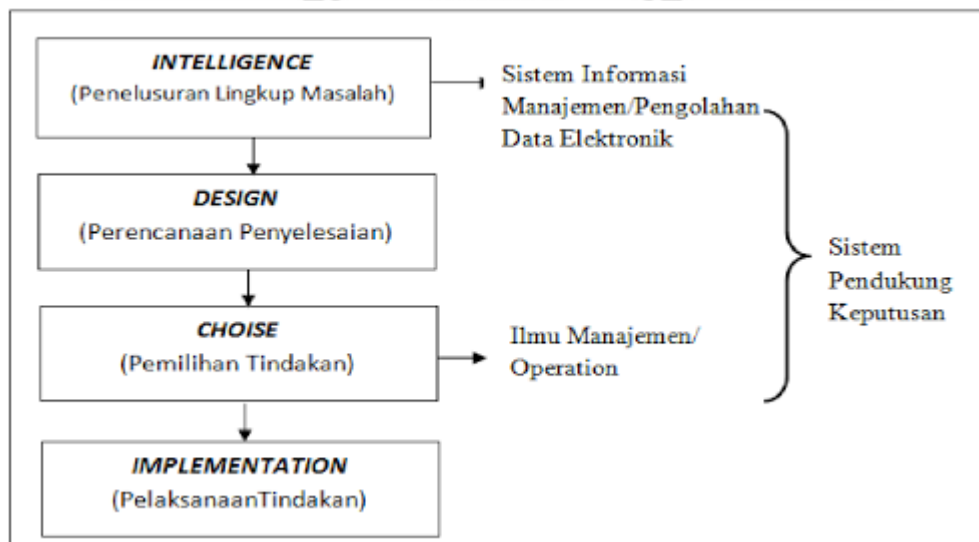 INTELLIGENCE
(Penelusuran Lingkup Masalah)
Sistem Informasi
Manajemen/Pengolahan
Data Elektronik
DESIGN
(Perencanaan Penyelesaian)
Sistem
Pendukung
Keputusan
CHOISE
(Pemilihan Tindakan)
Ilmu Manajemen/
Operation
IMPLEMENTATION
(PelaksanaanTindakan)